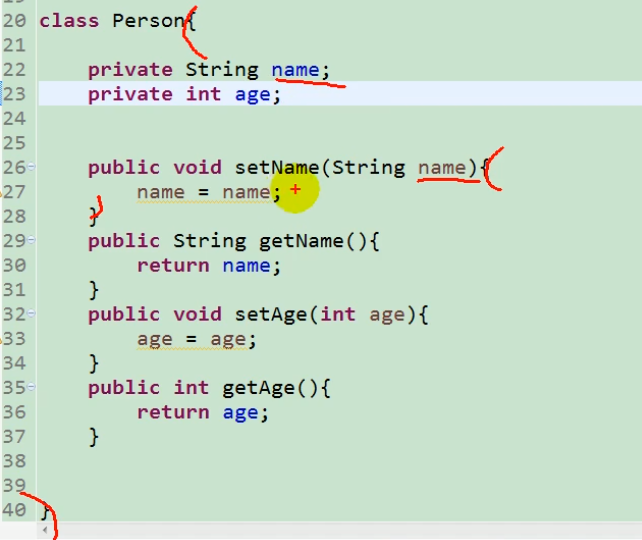 20 class Person{
21
22 private String name;
23 private int age;
24
25
26 public void setName(String name){
27 name = name;
28 }
29 public String getName(){
30 return name;
31 }
32 public void setAge(int age){
33 age = age;
34 }
35 public int getAge(){
36 return age;
37 }
38
39
40 }